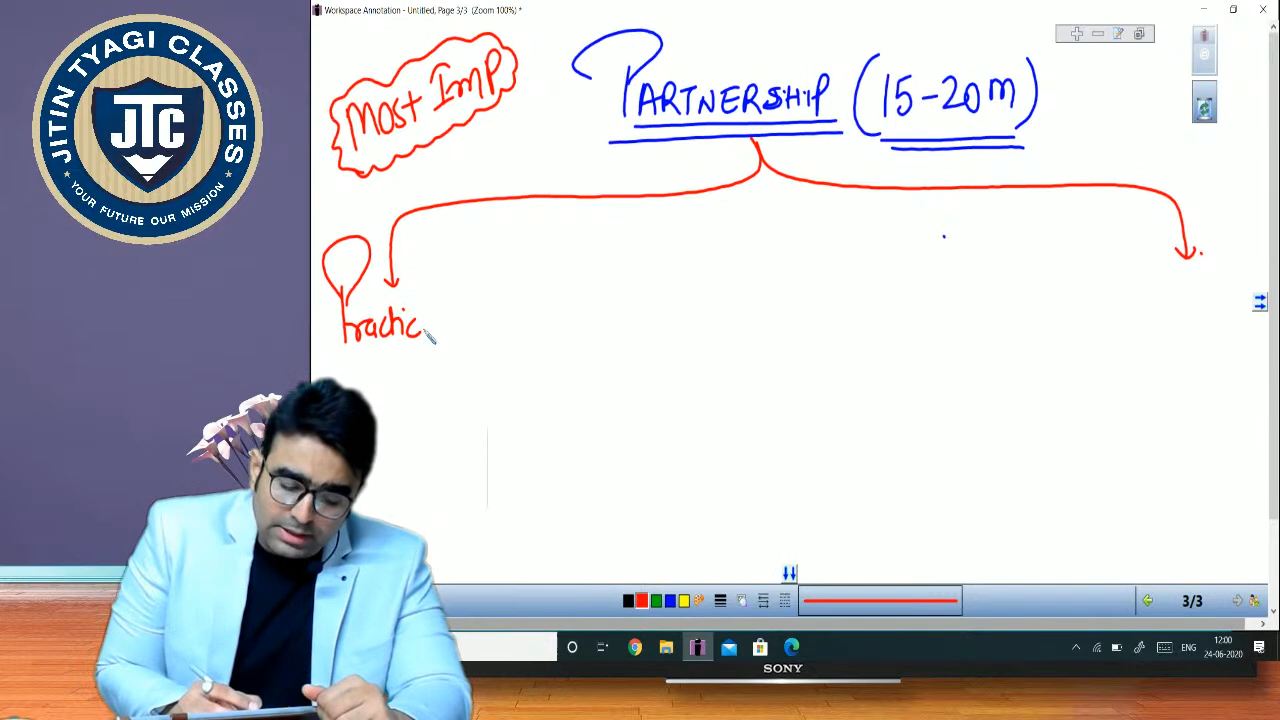 Workspace Annotation - Untitled, Page 3/3 (Zoom 100%) *
JITIN TYAGI CLASSES
JTC
YOUR FUTURE OUR MISSION
MOST IMP
PARTNERSHIP (15-20m)
Practic
3/3
ENG
12:00
24-06-2020
SONY